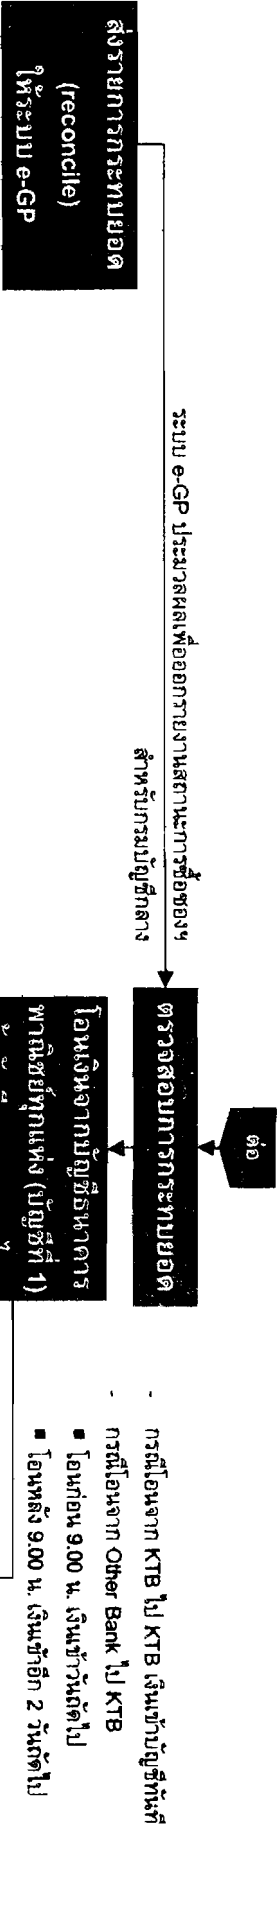 ส่งรายการกระทบยอด
(reconcile)
ให้ระบบ e-GP
ระบบ e-GP ประมวลผลเพื่อออกรายงานสถานะการซื้อซองฯ
สำหรับกรมบัญชีกลาง
ต่อ
ตรวจสอบการกระทบยอด
โอนเงินจากบัญชีธนาคาร
พาณิชย์ทุกแห่ง (บัญชีที่ 1)
- กรณีโอนจาก KTB ไป KTB เงินเข้าบัญชีทันที
- กรณีโอนจาก Other Bank ไป KTB
▪ โอนก่อน 9.00 น. เงินเข้าวันถัดไป
▪ โอนหลัง 9.00 น. เงินเข้าอีก 2 วันถัดไป